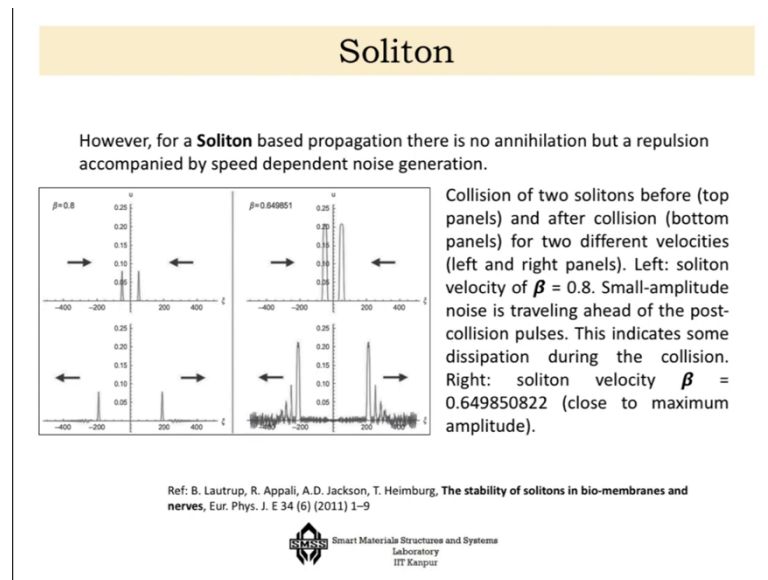 Soliton
However, for a Soliton based propagation there is no annihilation but a repulsion
accompanied by speed dependent noise generation.
β=0.8
u
0.25
0.20
0.15
0.10
0.05
-400
-200
200
400
ξ
β=0.649851
u
0.25
0.20
0.15
0.10
0.05
-400
-200
200
400
ξ
0.25
0.20
0.15
0.10
0.05
-400
-200
200
400
ξ
0.25
0.20
0.15
0.10
0.05
-400
-200
200
400
ξ
Collision of two solitons before (top
panels) and after collision (bottom
panels) for two different velocities
(left and right panels). Left: soliton
velocity of β = 0.8. Small-amplitude
noise is traveling ahead of the post-
collision pulses. This indicates some
dissipation during the collision.
Right: soliton velocity β =
0.649850822 (close to maximum
amplitude).
Ref: B. Lautrup, R. Appali, A.D. Jackson, T. Heimburg, The stability of solitons in bio-membranes and
nerves, Eur. Phys. J. E 34 (6) (2011) 1–9
SMSS
Smart Materials Structures and Systems
Laboratory
IIT Kanpur